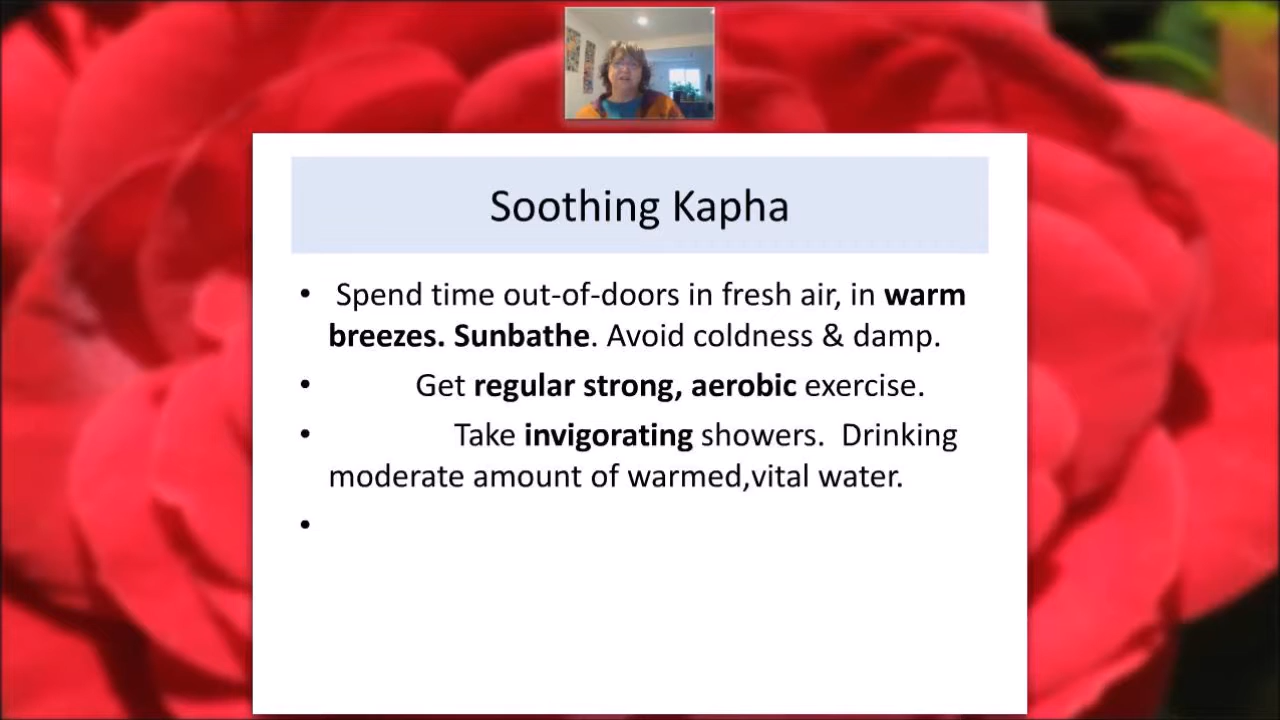 Soothing Kapha
• Spend time out-of-doors in fresh air, in warm
breezes. Sunbathe. Avoid coldness & damp.
• Get regular strong, aerobic exercise.
• Take invigorating showers. Drinking
moderate amount of warmed,vital water.
•